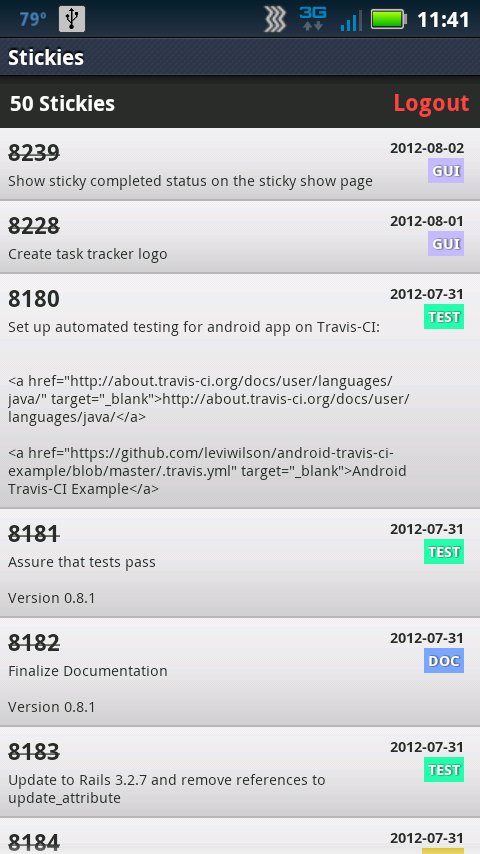 79° 3G 11:41
Stickies
50 Stickies Logout
8239 2012-08-02
GUI
Show sticky completed status on the sticky show page
8228 2012-08-01
GUI
Create task tracker logo
8180 2012-07-31
TEST
Set up automated testing for android app on Travis-CI:
<a href="http://about.travis-ci.org/docs/user/languages/
java/" target="_blank">http://about.travis-ci.org/docs/user/
languages/java/</a>
<a href="https://github.com/leviwilson/android-travis-ci-
example/blob/master/.travis.yml" target="_blank">Android
Travis-CI Example</a>
8181 2012-07-31
TEST
Assure that tests pass
Version 0.8.1
8182 2012-07-31
DOC
Finalize Documentation
Version 0.8.1
8183 2012-07-31
TEST
Update to Rails 3.2.7 and remove references to
update_attribute
8184 2012-07-31